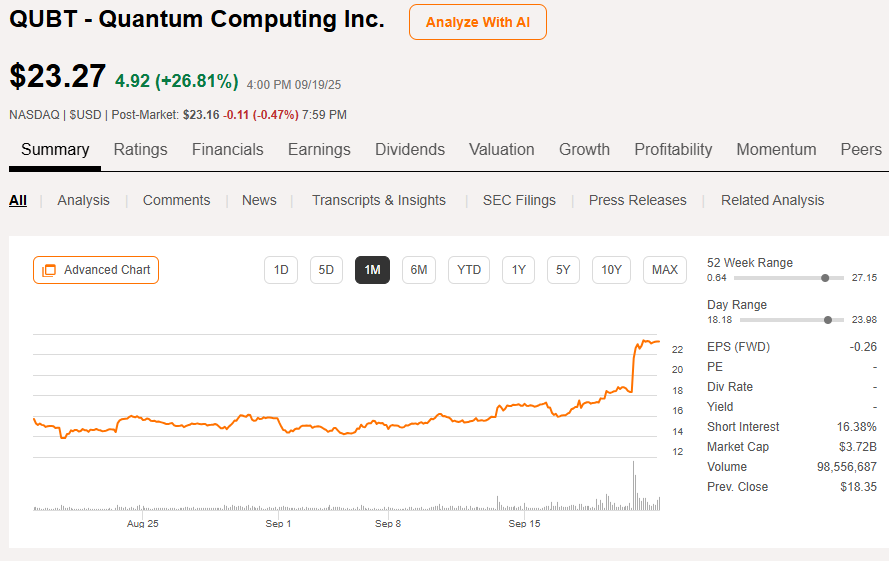 QUBT - Quantum Computing Inc.
Analyze With AI
$23.27 4.92 (+26.81%) 4:00 PM 09/19/25
NASDAQ | $USD | Post-Market: $23.16 -0.11 (-0.47%) 7:59 PM
Summary Ratings Financials Earnings Dividends Valuation Growth Profitability Momentum Peers
All | Analysis | Comments | News | Transcripts & Insights | SEC Filings | Press Releases | Related Analysis
Advanced Chart
1D 5D 1M 6M YTD 1Y 5Y 10Y MAX
22
20
18
16
14
12
Aug 25 Sep 1 Sep 8 Sep 15
52 Week Range
0.64 27.15
Day Range
18.18 23.98
EPS (FWD) -0.26
PE -
Div Rate -
Yield -
Short Interest 16.38%
Market Cap $3.72B
Volume 98,556,687
Prev. Close $18.35